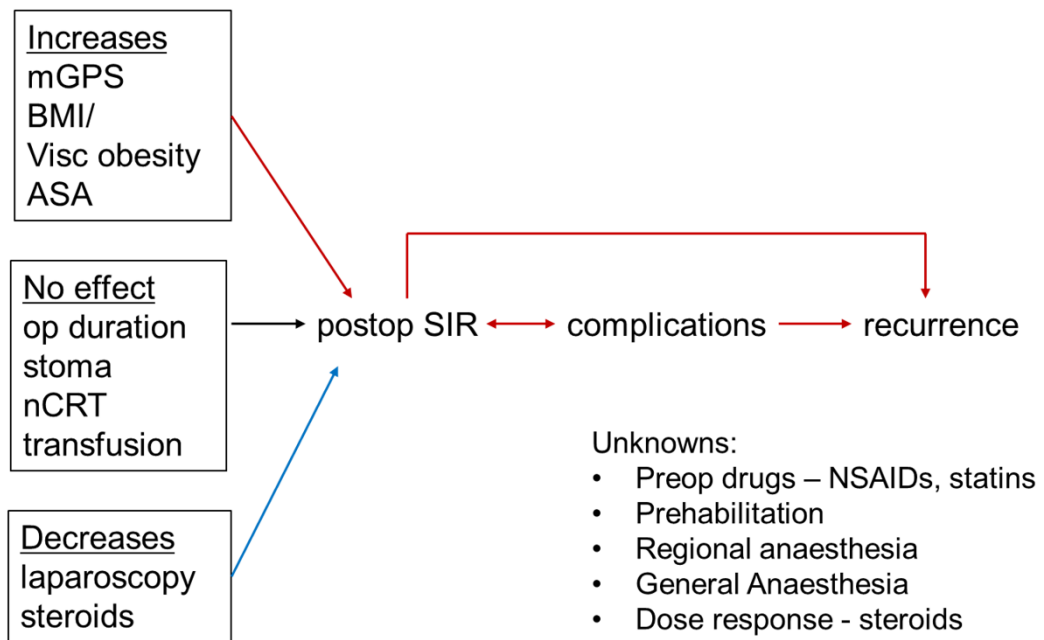 Increases
mGPS
BMI/
Visc obesity
ASA
No effect
op duration
stoma
nCRT
transfusion
Decreases
laparoscopy
steroids
postop SIR
complications
recurrence
Unknowns:
• Preop drugs – NSAIDs, statins
• Prehabilitation
• Regional anaesthesia
• General Anaesthesia
• Dose response - steroids